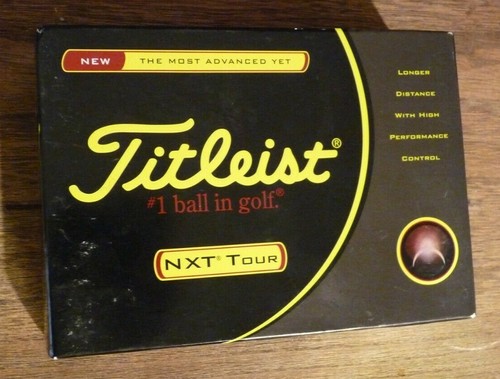 NEW THE MOST ADVANCED YET
Titleist®
#1 ball in golf.®
NXT® TOUR
LONGER
DISTANCE
WITH HIGH
PERFORMANCE
CONTROL